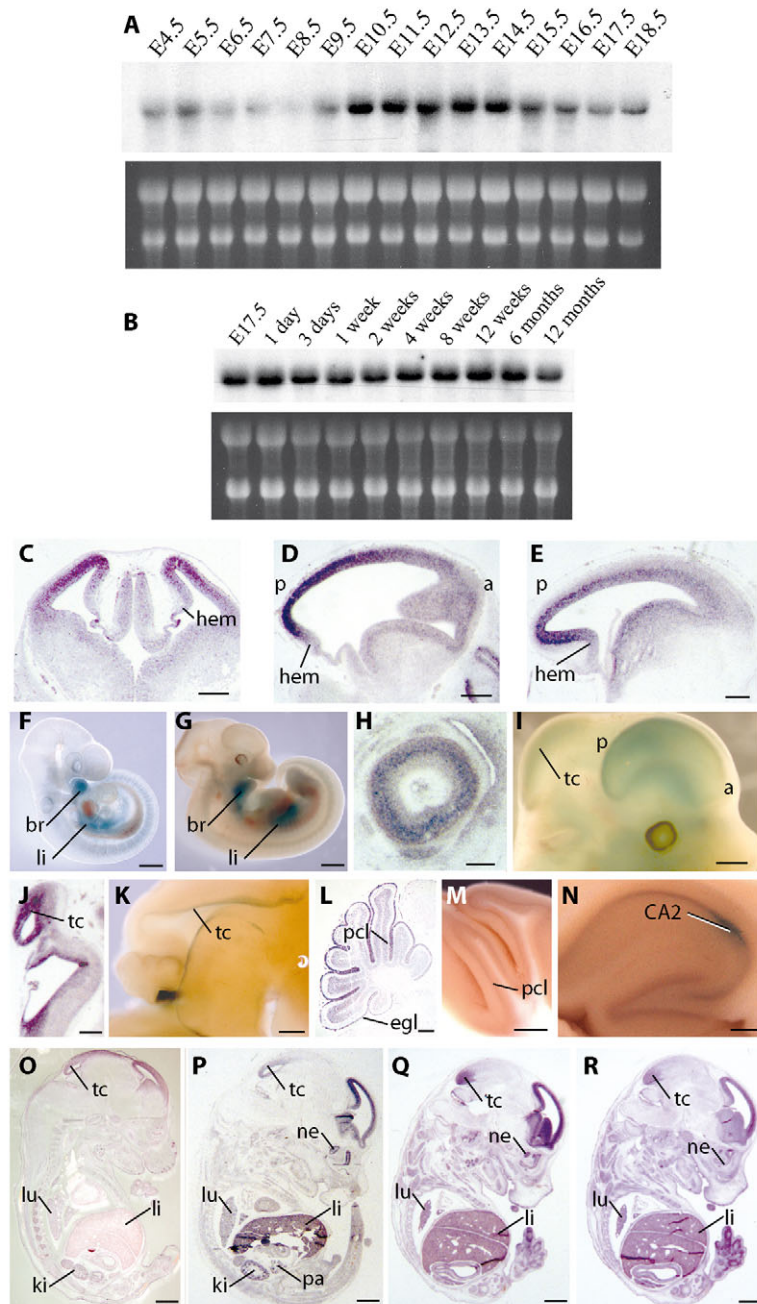 A
E4.5 E5.5 E6.5 E7.5 E8.5 E9.5 E10.5 E11.5 E12.5 E13.5 E14.5 E15.5 E16.5 E17.5 E18.5
B
E17.5 1 day 3 days 1 week 2 weeks 4 weeks 8 weeks 12 weeks 6 months 12 months
C D E
p a p
hem hem hem
F G H I
p
tc
a
br br
li li
J K L M N
tc tc pcl CA2
pcl
egl
O P Q R
tc tc tc tc
ne ne ne
lu li lu li lu li lu li
ki ki pa